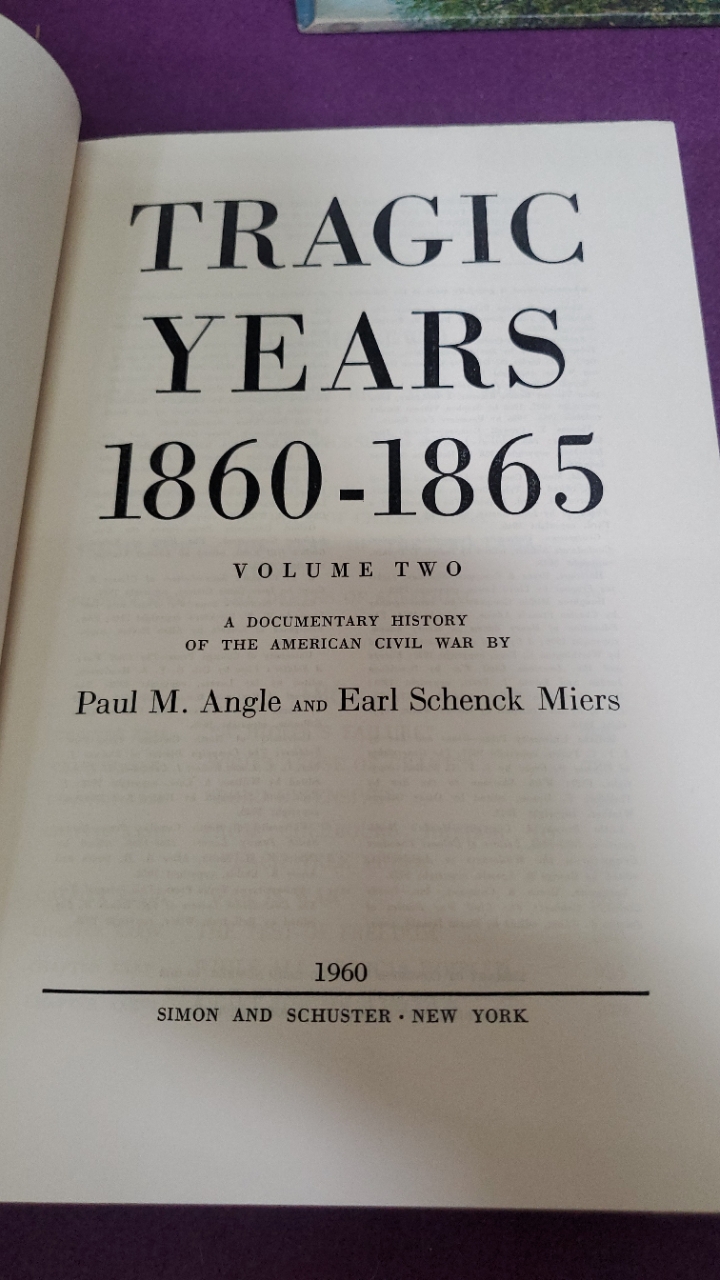 TRAGIC
YEARS
1860-1865
VOLUME TWO
A DOCUMENTARY HISTORY
OF THE AMERICAN CIVIL WAR BY
Paul M. Angle AND Earl Schenck Miers
1960
SIMON AND SCHUSTER · NEW YORK